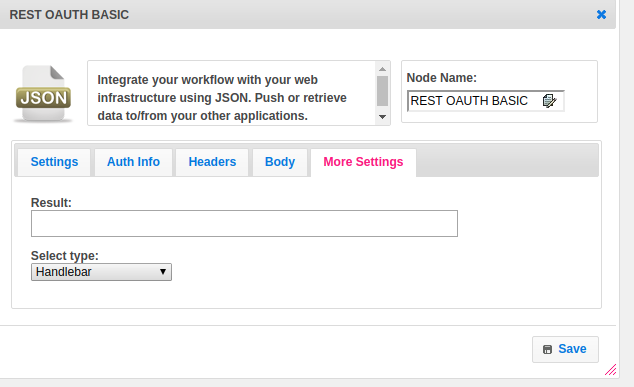 REST OAUTH BASIC
JSON
Integrate your workflow with your web
infrastructure using JSON. Push or retrieve
data to/from your other applications.
Node Name:
REST OAUTH BASIC
Settings
Auth Info
Headers
Body
More Settings
Result:
Select type:
Handlebar
Save